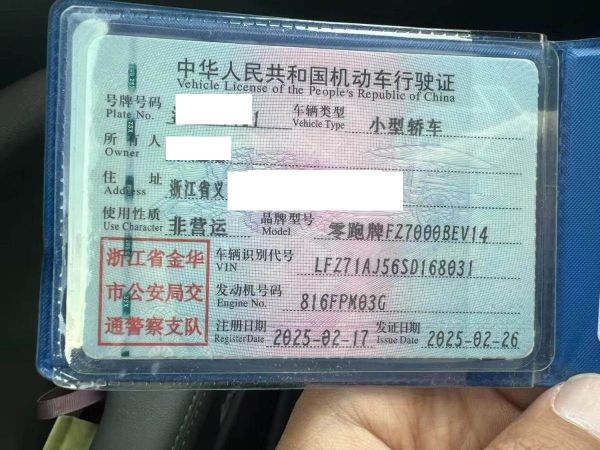 中华人民共和国机动车行驶证
Vehicle License of the People's Republic of China
号牌号码
Plate No.
车辆类型
Vehicle Type
小型轿车
所有人
Owner
住址
Address
浙江省义
使用性质
Use Character
非营运
品牌型号
Model
零跑牌FZ7000BEV14
浙江省金华
市公安局交
通警察支队
车辆识别代号
VIN
LFZ71AJ56SD168031
发动机号码
Engine No.
816FPM03G
注册日期
Register Date
2025-02-17
发证日期
Issue Date
2025-02-26